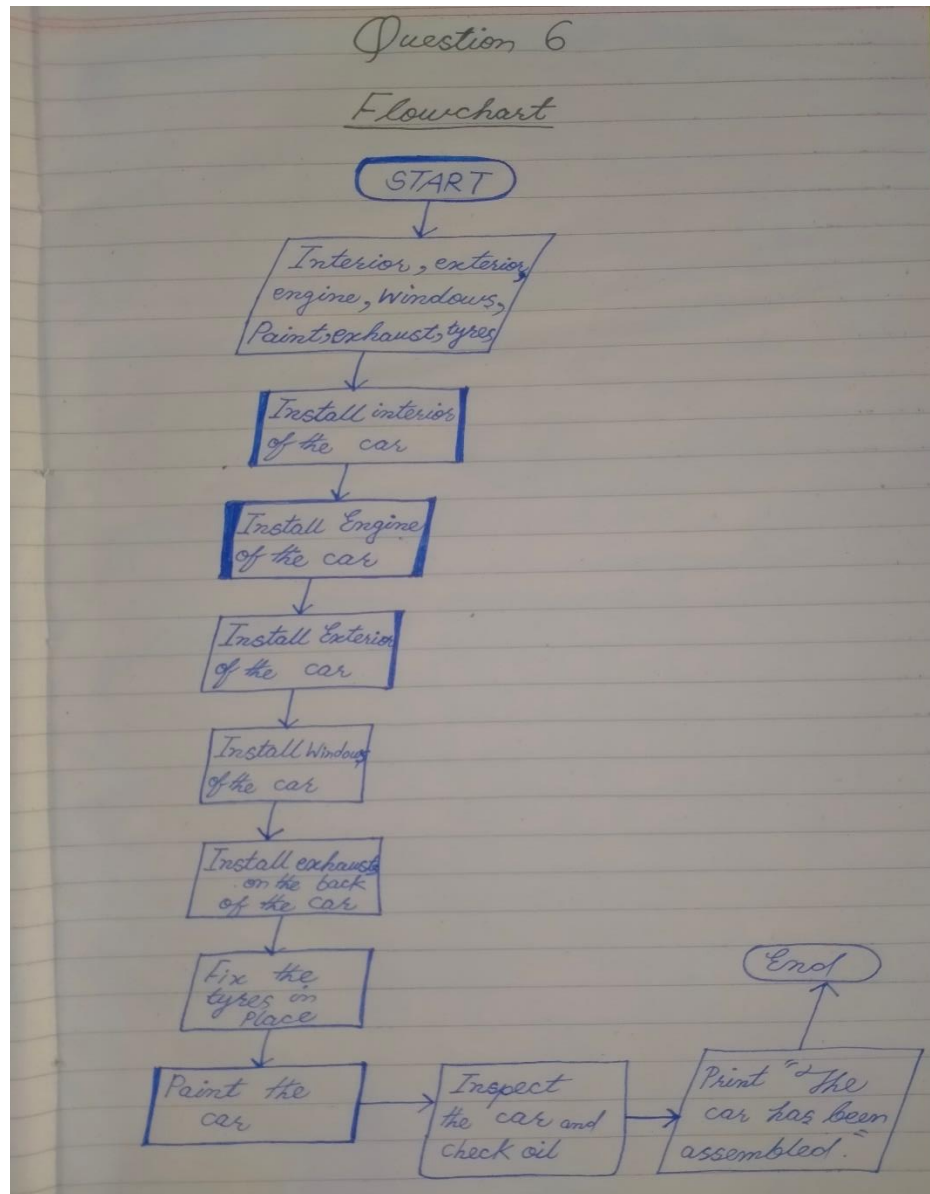 Question 6
Flowchart
START
Interior, exterior,
engine, Windows,
Paint, exhaust, tyres
Install interior
of the car
Install Engine
of the car
Install Exterior
of the car
Install Windows
of the car
Install exhausts
on the back
of the car
Fix the
tyres in
Place
Paint the
car
Inspect
the car and
check oil
Print "The
car has been
assembled."
End